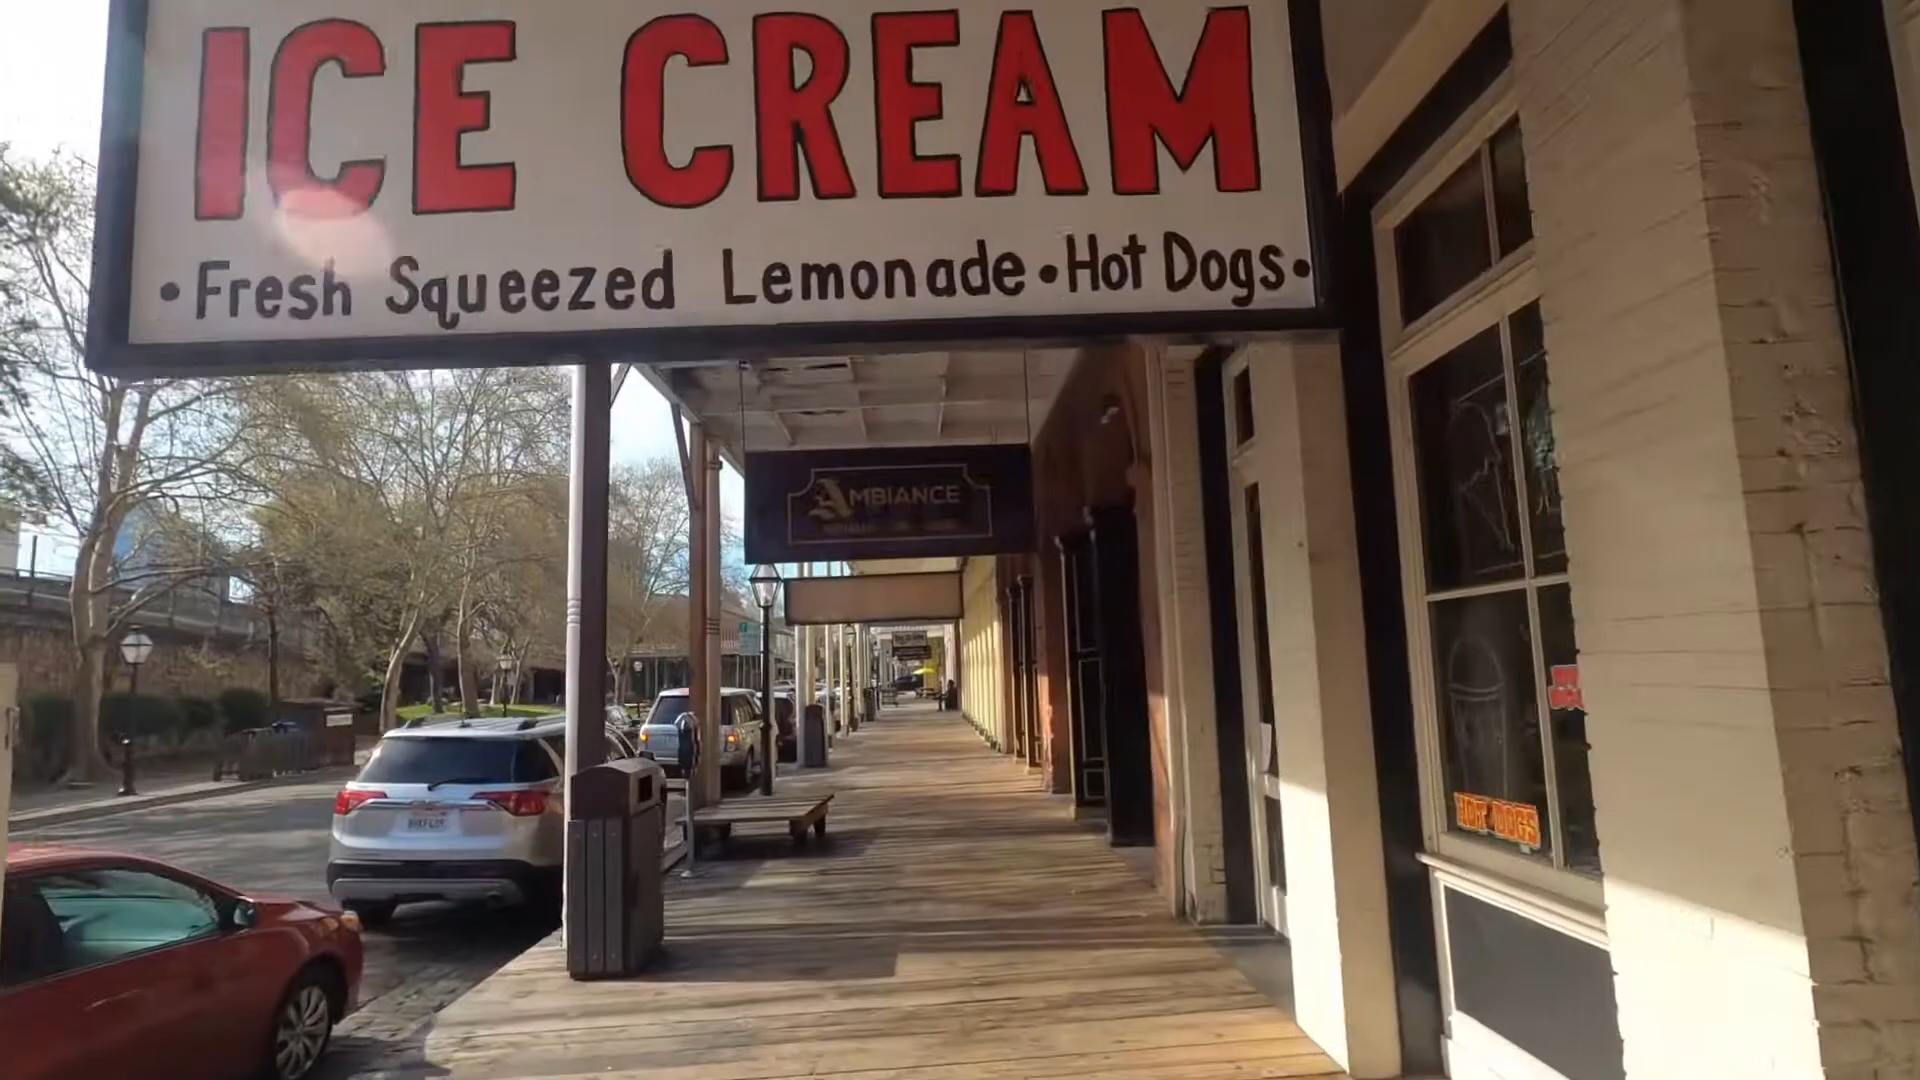 ICE CREAM
• Fresh Squeezed Lemonade • Hot Dogs •
AMBIANCE
HOT DOGS